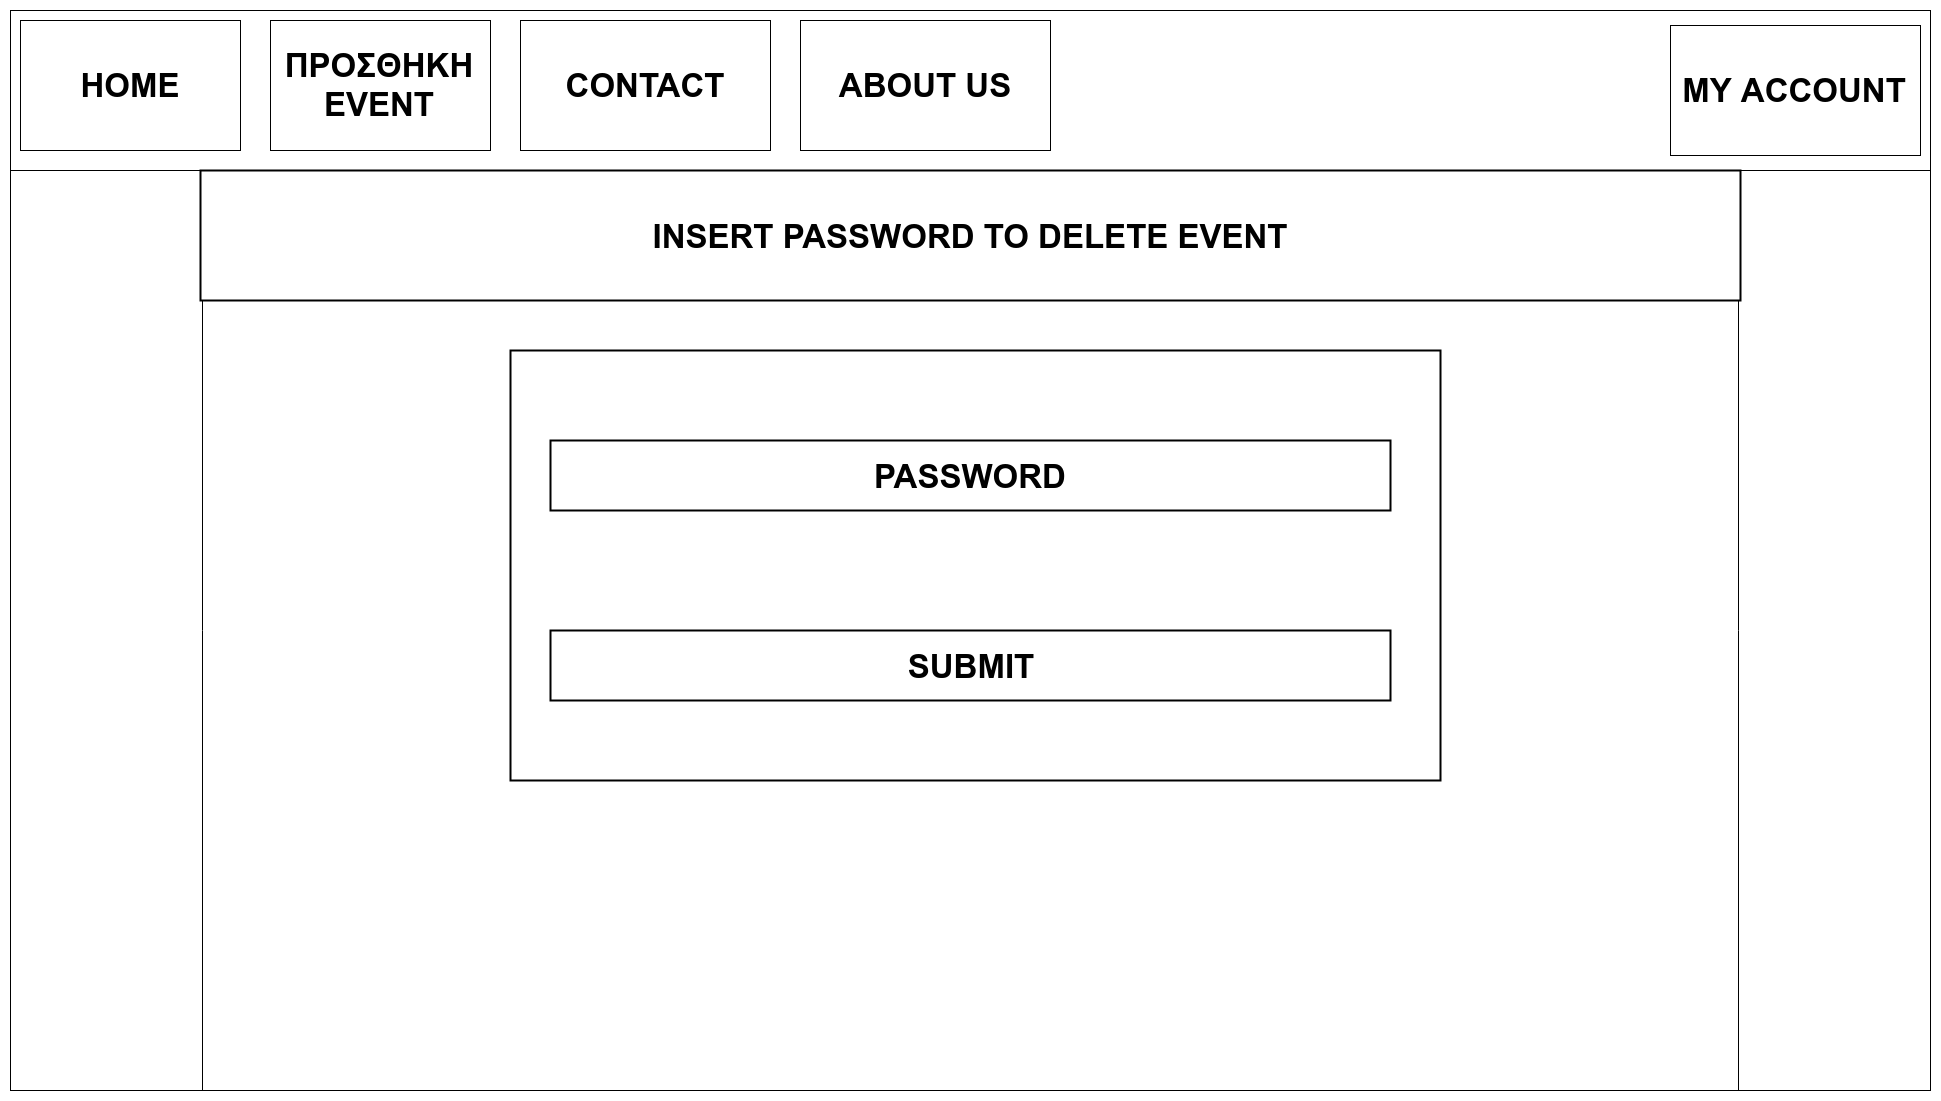 HOME
ΠΡΟΣΘΗΚΗ
EVENT
CONTACT
ABOUT US
MY ACCOUNT
INSERT PASSWORD TO DELETE EVENT
PASSWORD
SUBMIT